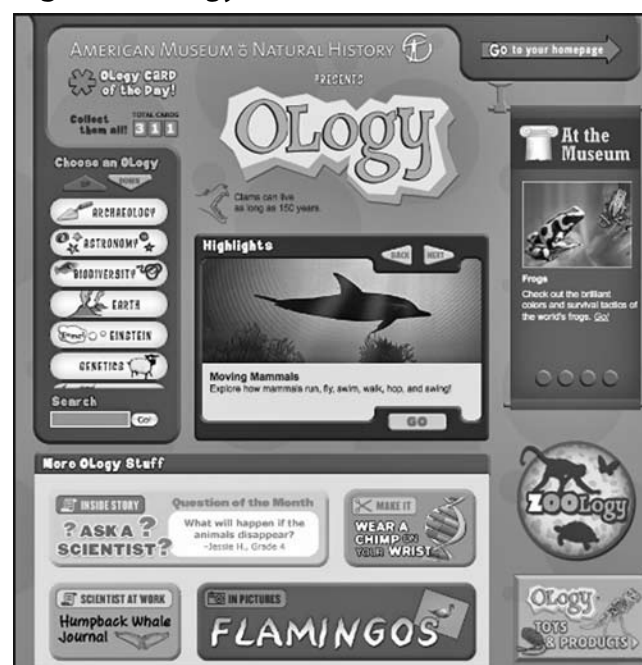 AMERICAN MUSEUM OF NATURAL HISTORY
PRESENTS
OLOGY
Go to your homepage
OLogy CARD
of the Day!
Collect
them all!
TOTAL CARDS
3 1 1
Clams can live
as long as 150 years.
Choose an OLogy
UP
DOWN
ARCHAEOLOGY
ASTRONOMY
BIODIVERSITY
EARTH
EINSTEIN
GENETICS
Search
Go!
Highlights
BACK
NEXT
Moving Mammals
Explore how mammals run, fly, swim, walk, hop, and swing!
GO
At the
Museum
Frogs
Check out the brilliant
colors and survival tactics of
the world's frogs. Go!
More OLogy Stuff
INSIDE STORY
? ASK A ?
SCIENTIST?
Question of the Month
What will happen if the
animals disappear?
-Jessie H., Grade 4
MAKE IT
WEAR A
CHIMP ON
YOUR WRIST
ZOOLOGY
SCIENTIST AT WORK
Humpback Whale
Journal
IN PICTURES
FLAMINGOS
OLOGY
TOYS
& PRODUCTS